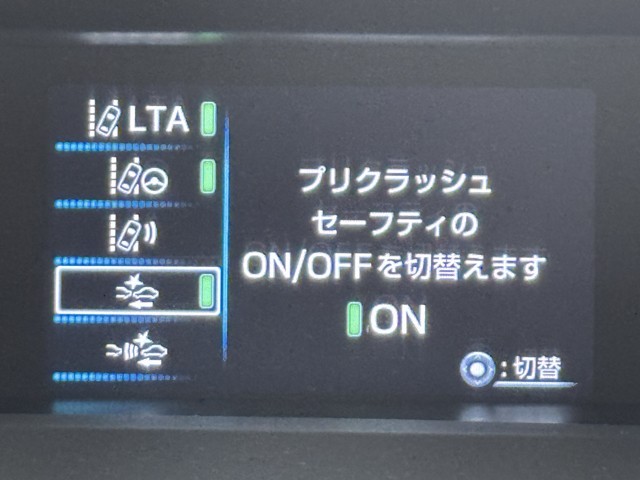 LTA
プリクラッシュ
セーフティの
ON/OFFを切替えます
ON
:切替